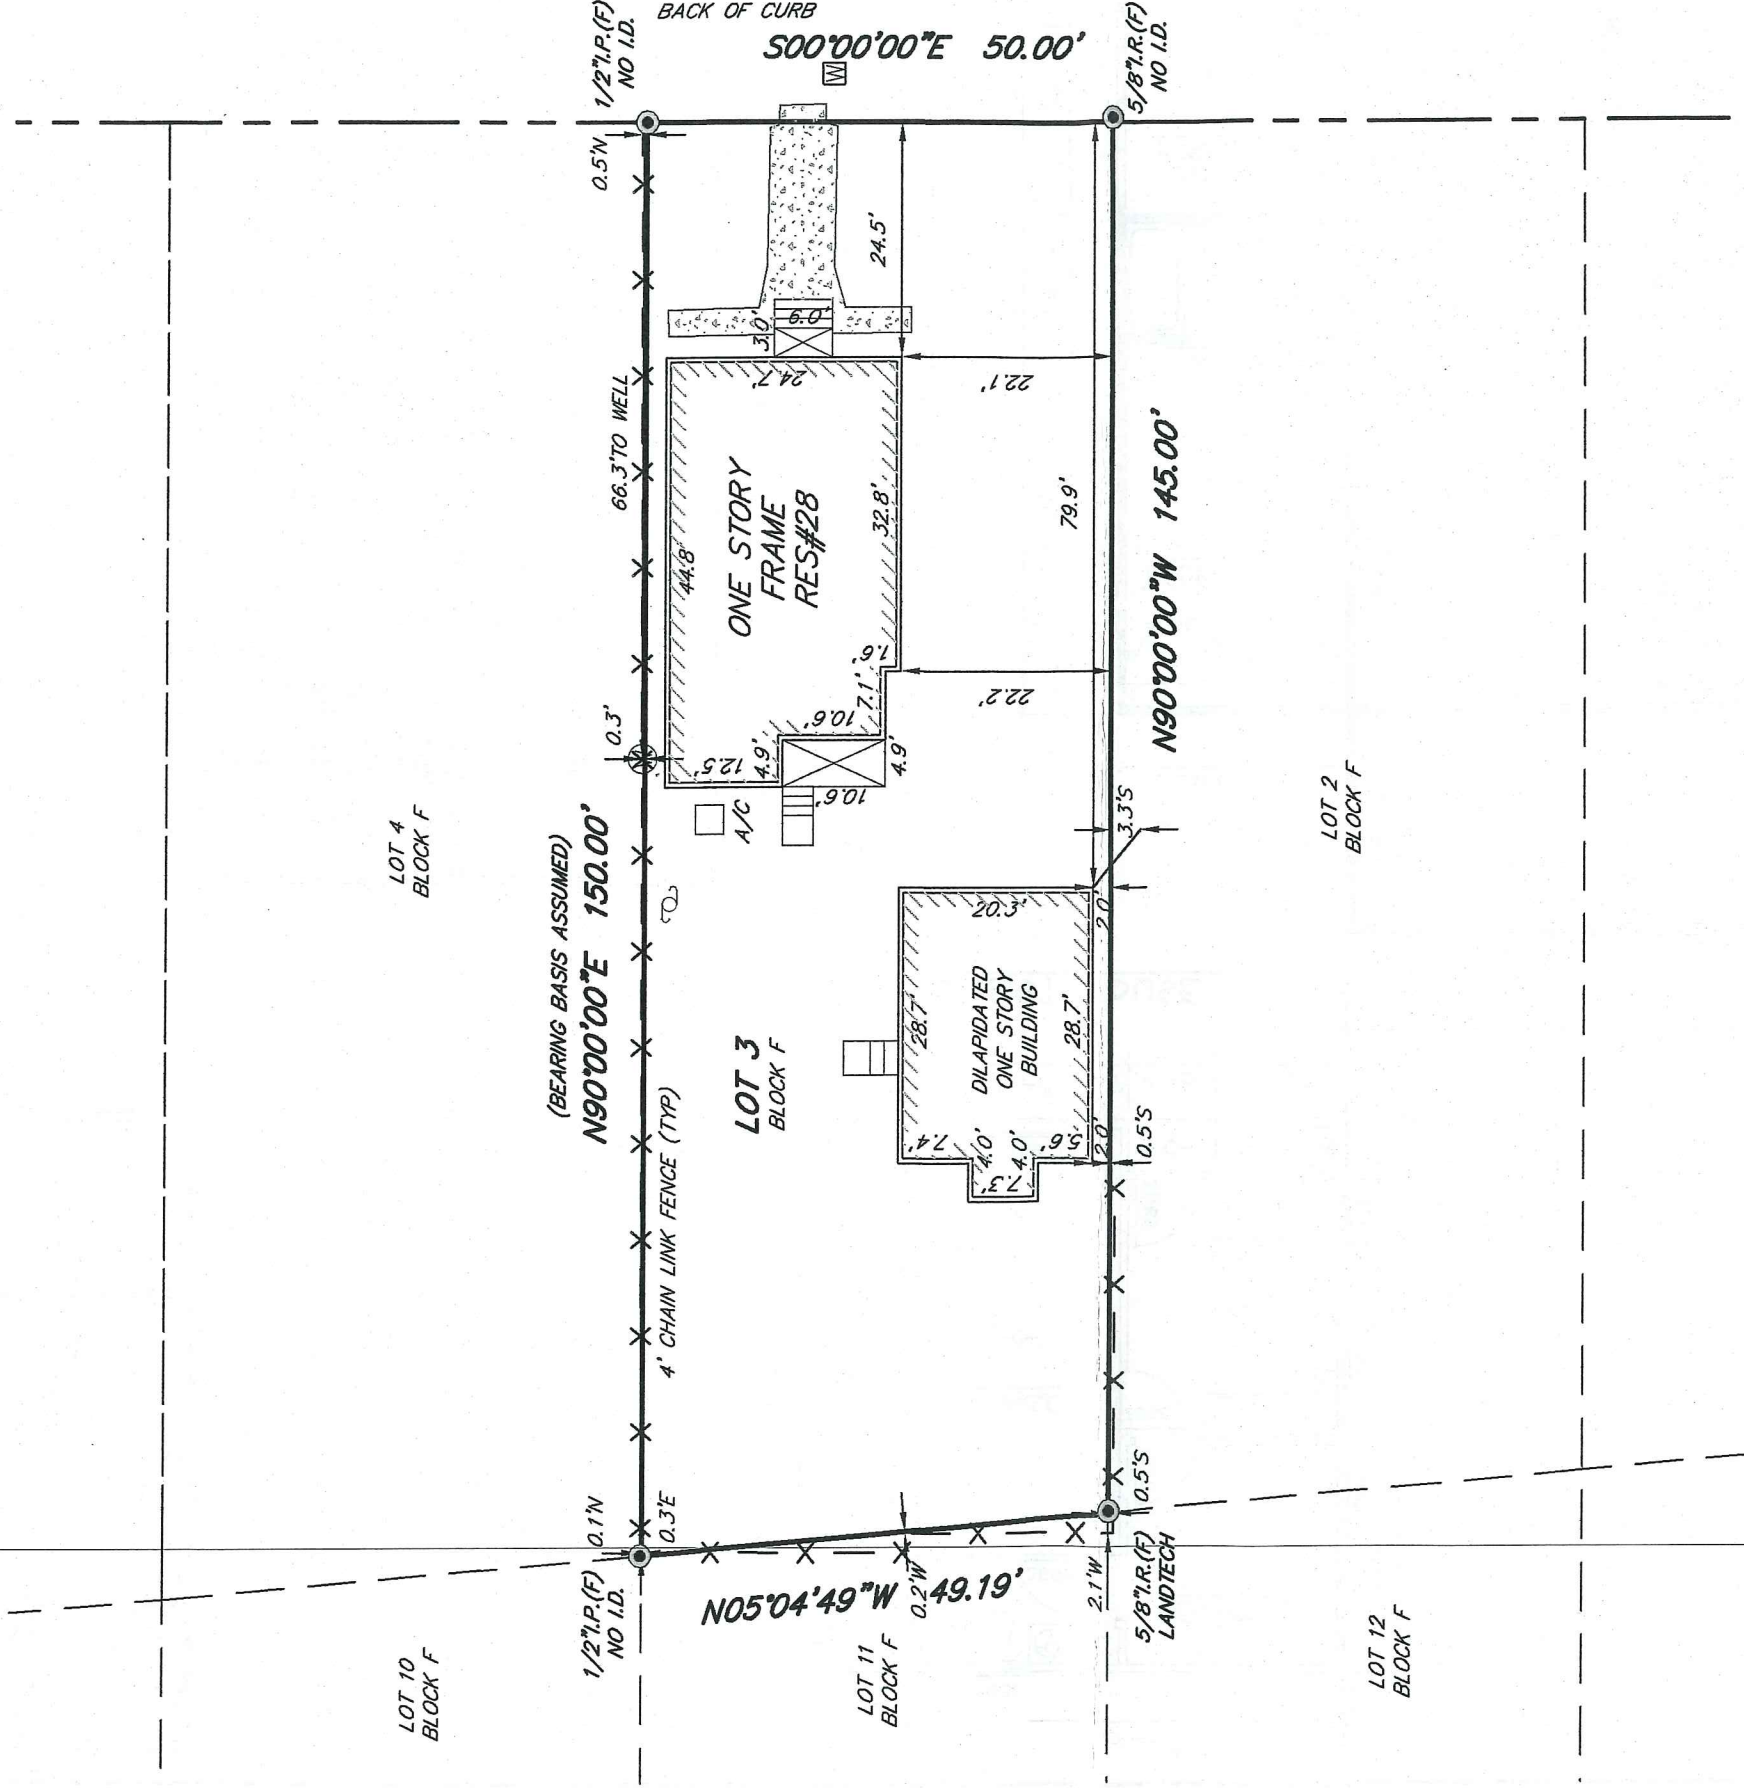 BACK OF CURB
S00°00'00"E 50.00'
1/2"I.P.(F)
NO I.D.
5/8"I.R.(F)
NO I.D.
W
0.5'N
24.5'
3.0'
6.0'
24.7'
22.1'
66.3'TO WELL
44.8'
ONE STORY
FRAME
RES#28
32.8'
79.9'
N90°00'00"W 145.00'
1.6'
7.1'
10.6'
22.2'
0.3'
12.5'
4.9'
4.9'
10.6'
A/C
3.3'S
LOT 4
BLOCK F
LOT 2
BLOCK F
(BEARING BASIS ASSUMED)
N90°00'00"E 150.00'
20.3'
2.0'
28.7'
DILAPIDATED
ONE STORY
BUILDING
28.7'
LOT 3
BLOCK F
4' CHAIN LINK FENCE (TYP)
7.4'
4.0'
4.0'
5.6'
2.0'
0.5'S
7.3'
0.1'N
0.3'E
0.5'S
1/2"I.P.(F)
NO I.D.
N05°04'49"W 49.19'
0.2'W
2.1'W
5/8"I.R.(F)
LANDTECH
LOT 10
BLOCK F
LOT 11
BLOCK F
LOT 12
BLOCK F